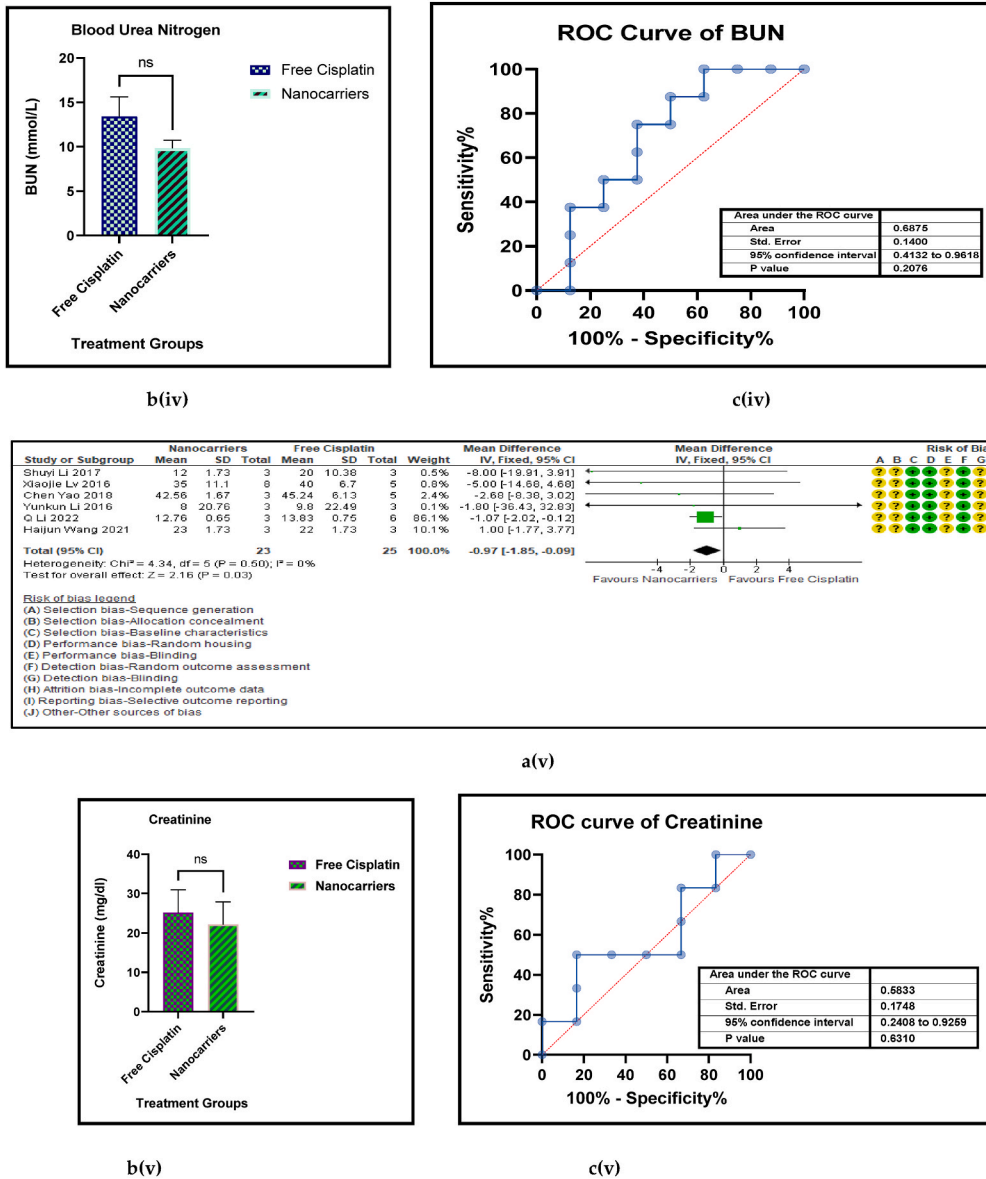 Blood Urea Nitrogen
ns
Free Cisplatin
Nanocarriers
BUN (mmol/L)
20
15
10
5
0
Free Cisplatin
Nanocarriers
Treatment Groups
b(iv)
ROC Curve of BUN
Sensitivity%
100
80
60
40
20
0
0 20 40 60 80 100
100% - Specificity%
Area under the ROC curve
Area 0.6875
Std. Error 0.1400
95% confidence interval 0.4132 to 0.9618
P value 0.2076
c(iv)
Nanocarriers Free Cisplatin Mean Difference Mean Difference Risk of Bia
Study or Subgroup Mean SD Total Mean SD Total Weight IV, Fixed, 95% CI IV, Fixed, 95% CI A B C D E F G
Shuyi Li 2017 12 1.73 3 20 10.38 3 0.5% -8.00 [-19.91, 3.91] ? ? + + ? + ?
Xiaojie Lv 2016 35 11.1 8 40 6.7 5 0.8% -5.00 [-14.68, 4.68] ? ? + + ? + ?
Chen Yao 2018 42.56 1.67 3 45.24 6.13 5 2.4% -2.68 [-8.38, 3.02] ? ? + + ? + ?
Yunkun Li 2016 8 20.76 3 9.8 22.49 3 0.1% -1.80 [-36.43, 32.83] ? ? + + ? + ?
Q Li 2022 12.76 0.65 3 13.83 0.75 6 86.1% -1.07 [-2.02, -0.12] ? ? + + ? + ?
Haijun Wang 2021 23 1.73 3 22 1.73 3 10.1% 1.00 [-1.77, 3.77] ? ? + + ? + ?
Total (95% CI) 23 25 100.0% -0.97 [-1.85, -0.09]
Heterogeneity: Chi² = 4.34, df = 5 (P = 0.50); I² = 0%
Test for overall effect: Z = 2.16 (P = 0.03)
-4 -2 0 2 4
Favours Nanocarriers Favours Free Cisplatin
Risk of bias legend
(A) Selection bias-Sequence generation
(B) Selection bias-Allocation concealment
(C) Selection bias-Baseline characteristics
(D) Performance bias-Random housing
(E) Performance bias-Blinding
(F) Detection bias-Random outcome assessment
(G) Detection bias-Blinding
(H) Attrition bias-Incomplete outcome data
(I) Reporting bias-Selective outcome reporting
(J) Other-Other sources of bias
a(v)
Creatinine
ns
Free Cisplatin
Nanocarriers
Creatinine (mg/dl)
40
30
20
10
0
Free Cisplatin
Nanocarriers
Treatment Groups
b(v)
ROC curve of Creatinine
Sensitivity%
100
80
60
40
20
0
0 20 40 60 80 100
100% - Specificity%
Area under the ROC curve
Area 0.5833
Std. Error 0.1748
95% confidence interval 0.2408 to 0.9259
P value 0.6310
c(v)